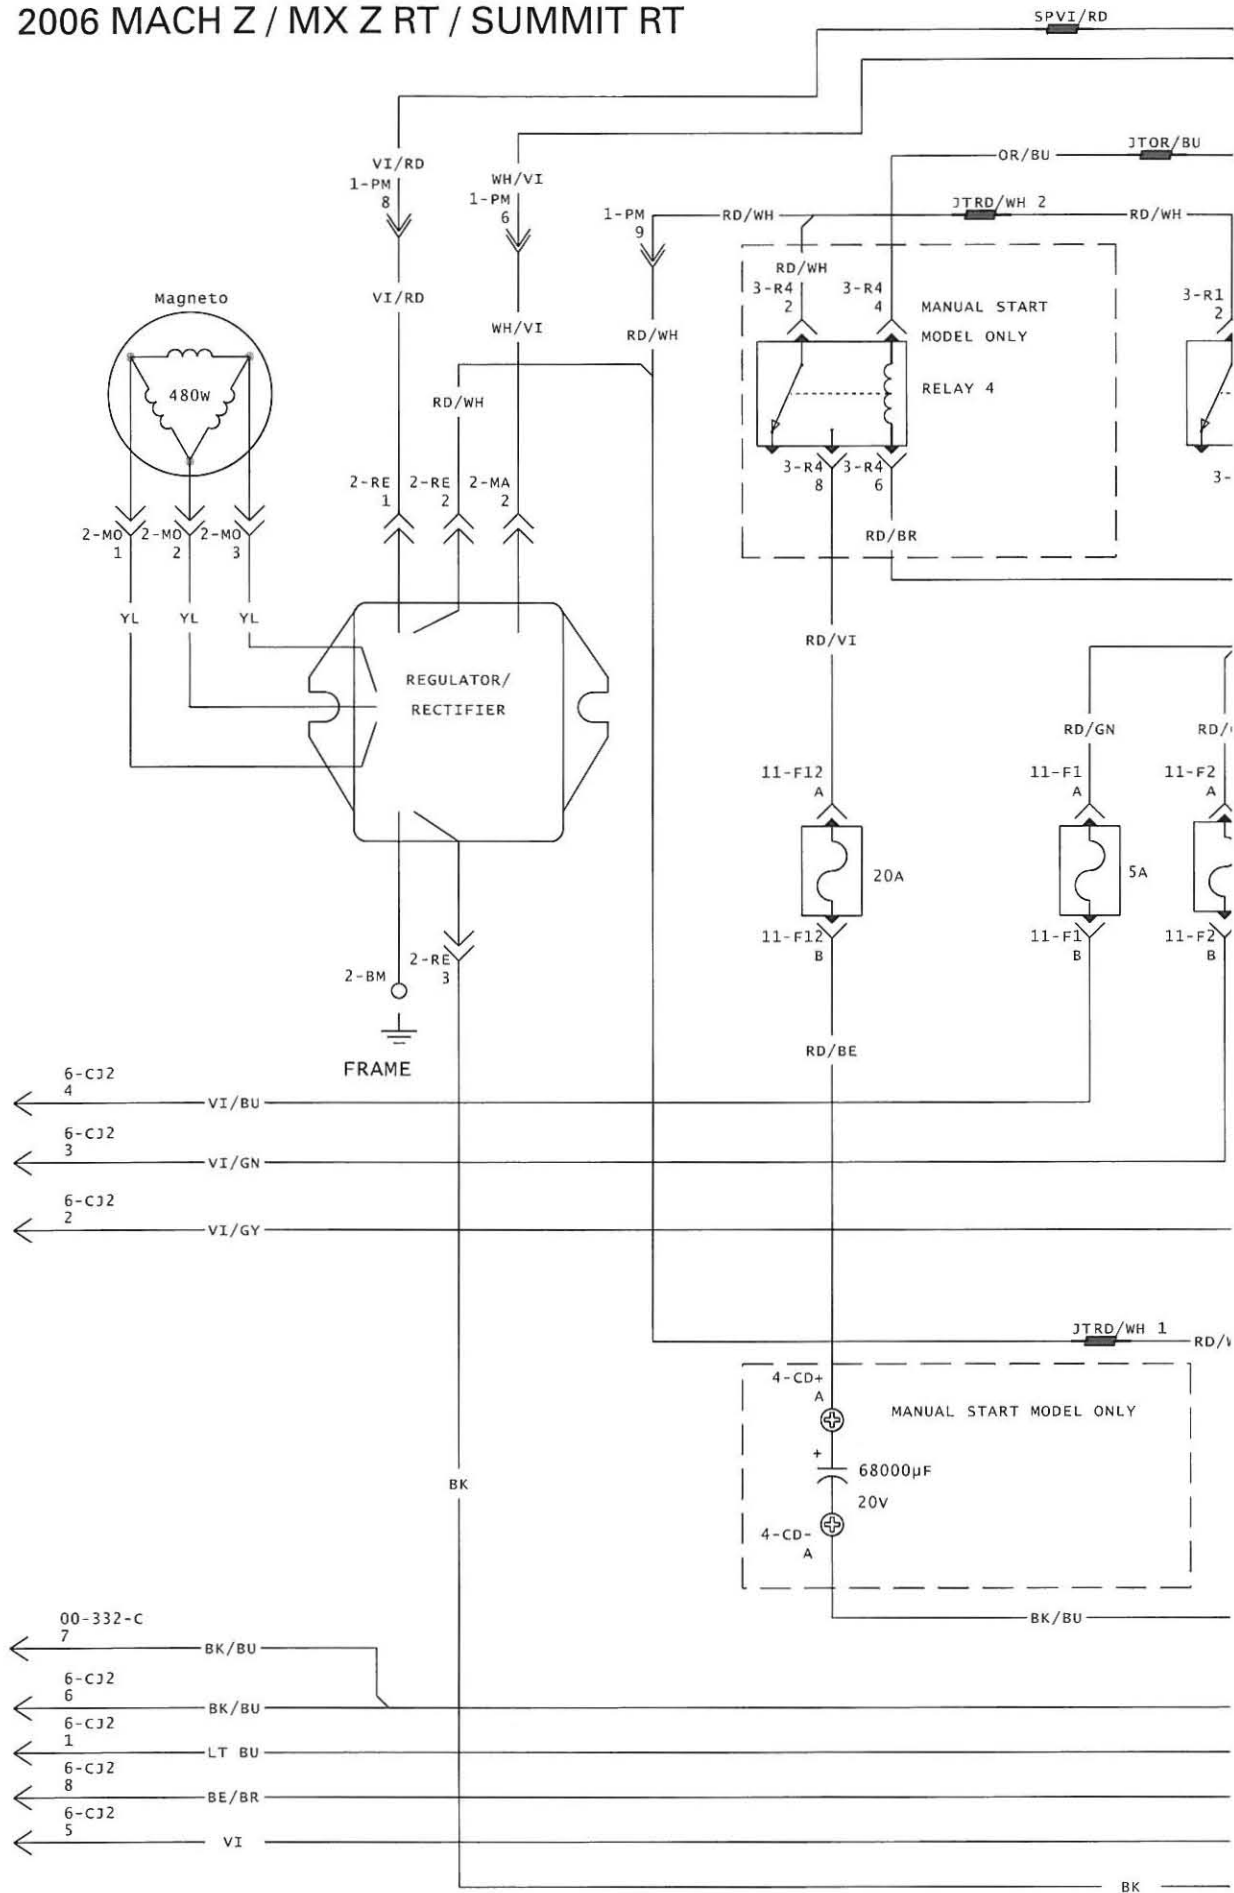 2006 MACH Z / MX Z RT / SUMMIT RT
SPVI/RD
VI/RD
1-PM
8
WH/VI
1-PM
6
OR/BU
JTOR/BU
1-PM
9
RD/WH
JTRD/WH 2
RD/WH
RD/WH
3-R4
2
3-R4
4
MANUAL START
MODEL ONLY
3-R1
2
Magneto
VI/RD
WH/VI
RD/WH
480W
RD/WH
RELAY 4
2-RE
1
2-RE
2
2-MA
2
3-R4
8
3-R4
6
3-
2-MO
1
2-MO
2
2-MO
3
RD/BR
YL
YL
YL
RD/VI
REGULATOR/
RECTIFIER
RD/GN
RD/
11-F12
A
11-F1
A
11-F2
A
20A
5A
11-F12
B
11-F1
B
11-F2
B
2-BM
2-RE
3
FRAME
RD/BE
6-CJ2
4
VI/BU
6-CJ2
3
VI/GN
6-CJ2
2
VI/GY
JTRD/WH 1
RD/
4-CD+
A
MANUAL START MODEL ONLY
+
68000µF
20V
BK
4-CD-
A
00-332-C
7
BK/BU
BK/BU
6-CJ2
6
BK/BU
6-CJ2
1
LT BU
6-CJ2
8
BE/BR
6-CJ2
5
VI
BK